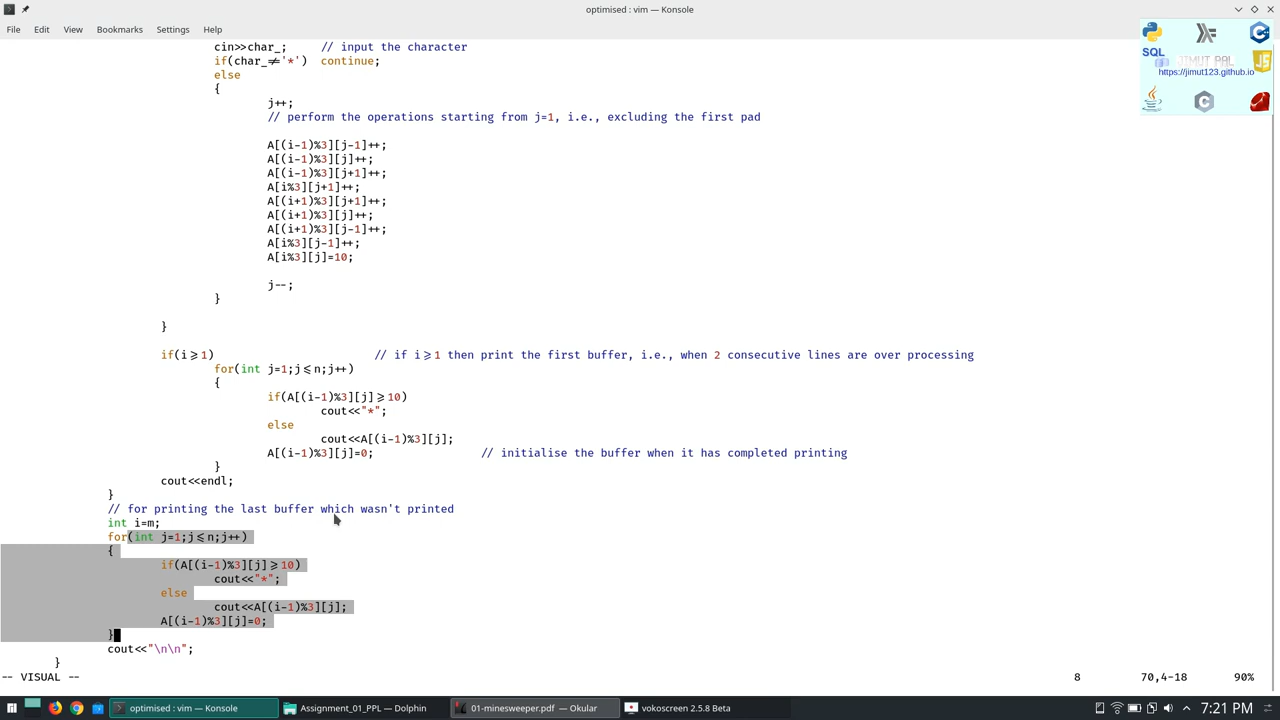 optimised : vim — Konsole
File Edit View Bookmarks Settings Help
cin>>char_; // input the character
if(char_≠'*') continue;
else
{
j++;
// perform the operations starting from j=1, i.e., excluding the first pad
A[(i-1)%3][j-1]++;
A[(i-1)%3][j]++;
A[(i-1)%3][j+1]++;
A[i%3][j+1]++;
A[(i+1)%3][j+1]++;
A[(i+1)%3][j]++;
A[(i+1)%3][j-1]++;
A[i%3][j-1]++;
A[i%3][j]=10;
j--;
}
}
if(i⩾1) // if i⩾1 then print the first buffer, i.e., when 2 consecutive lines are over processing
for(int j=1;j⩽n;j++)
{
if(A[(i-1)%3][j]⩾10)
cout<<"*";
else
cout<<A[(i-1)%3][j];
A[(i-1)%3][j]=0; // initialise the buffer when it has completed printing
}
cout<<endl;
}
// for printing the last buffer which wasn't printed
int i=m;
for(int j=1;j⩽n;j++)
{
if(A[(i-1)%3][j]⩾10)
cout<<"*";
else
cout<<A[(i-1)%3][j];
A[(i-1)%3][j]=0;
}
cout<<"\n\n";
}
-- VISUAL -- 8 70,4-18 90%
SQL
JIMUT PAL
https://jimut123.github.io
JS
C
optimised : vim — Konsole
Assignment_01_PPL — Dolphin
01-minesweeper.pdf — Okular
vokoscreen 2.5.8 Beta
7:21 PM